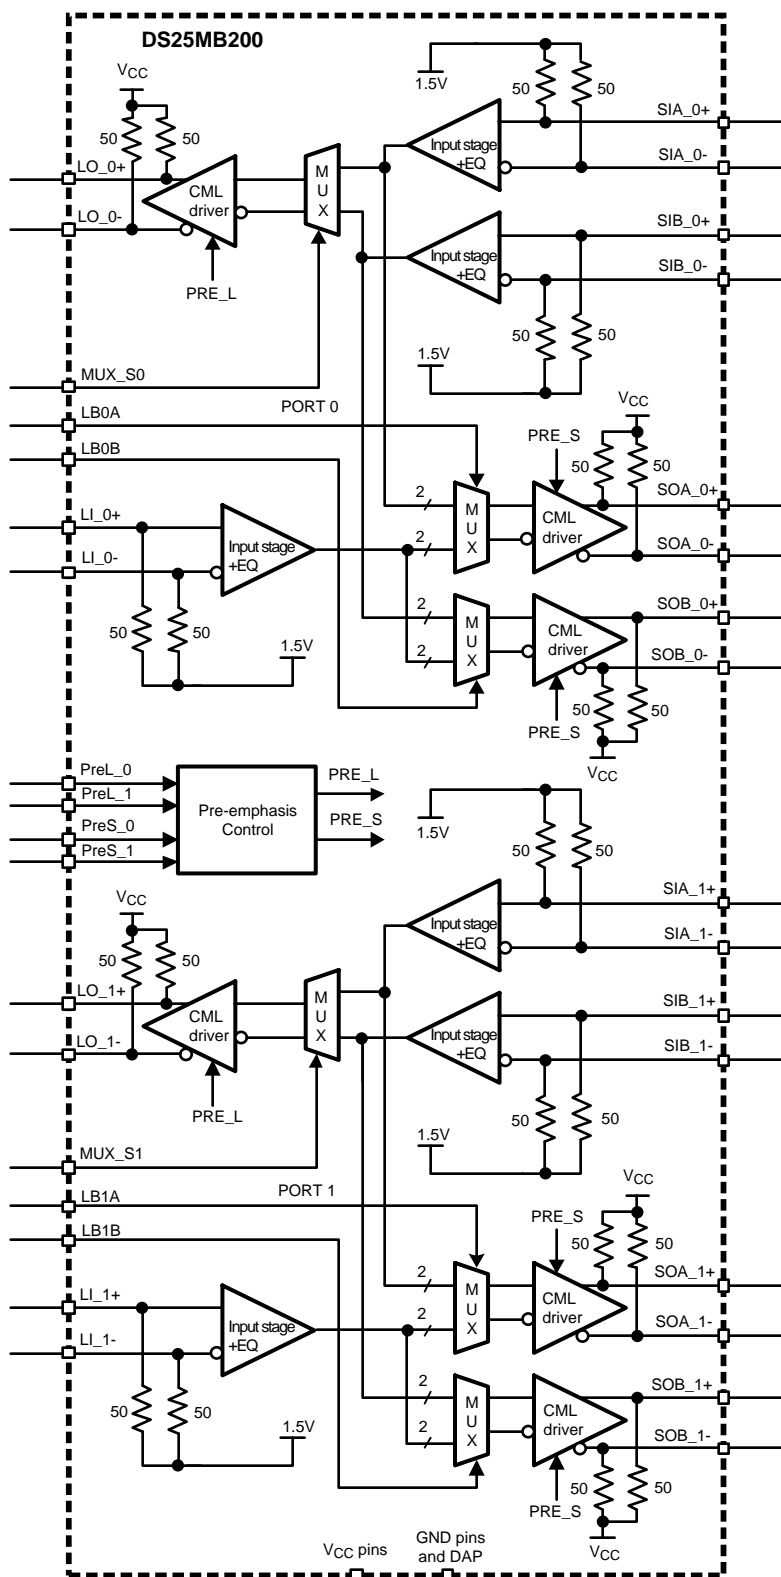 DS25MB200
VCC
50
50
LO_0+
LO_0-
CML
driver
PRE_L
M
U
X
1.5V
50
50
Input stage
+EQ
SIA_0+
SIA_0-
Input stage
+EQ
SIB_0+
SIB_0-
50
50
1.5V
MUX_S0
LB0A
PORT 0
LB0B
VCC
PRE_S
50
50
LI_0+
LI_0-
Input stage
+EQ
50
50
1.5V
2
2
M
U
X
CML
driver
SOA_0+
SOA_0-
2
2
M
U
X
CML
driver
SOB_0+
SOB_0-
PRE_S
50
50
VCC
PreL_0
PreL_1
PreS_0
PreS_1
Pre-emphasis
Control
PRE_L
PRE_S
1.5V
50
50
VCC
50
50
LO_1+
LO_1-
CML
driver
PRE_L
M
U
X
Input stage
+EQ
SIA_1+
SIA_1-
Input stage
+EQ
SIB_1+
SIB_1-
50
50
1.5V
MUX_S1
LB1A
PORT 1
LB1B
VCC
PRE_S
50
50
LI_1+
LI_1-
Input stage
+EQ
50
50
1.5V
2
2
M
U
X
CML
driver
SOA_1+
SOA_1-
2
2
M
U
X
CML
driver
SOB_1+
SOB_1-
PRE_S
50
50
VCC
VCC pins
GND pins
and DAP